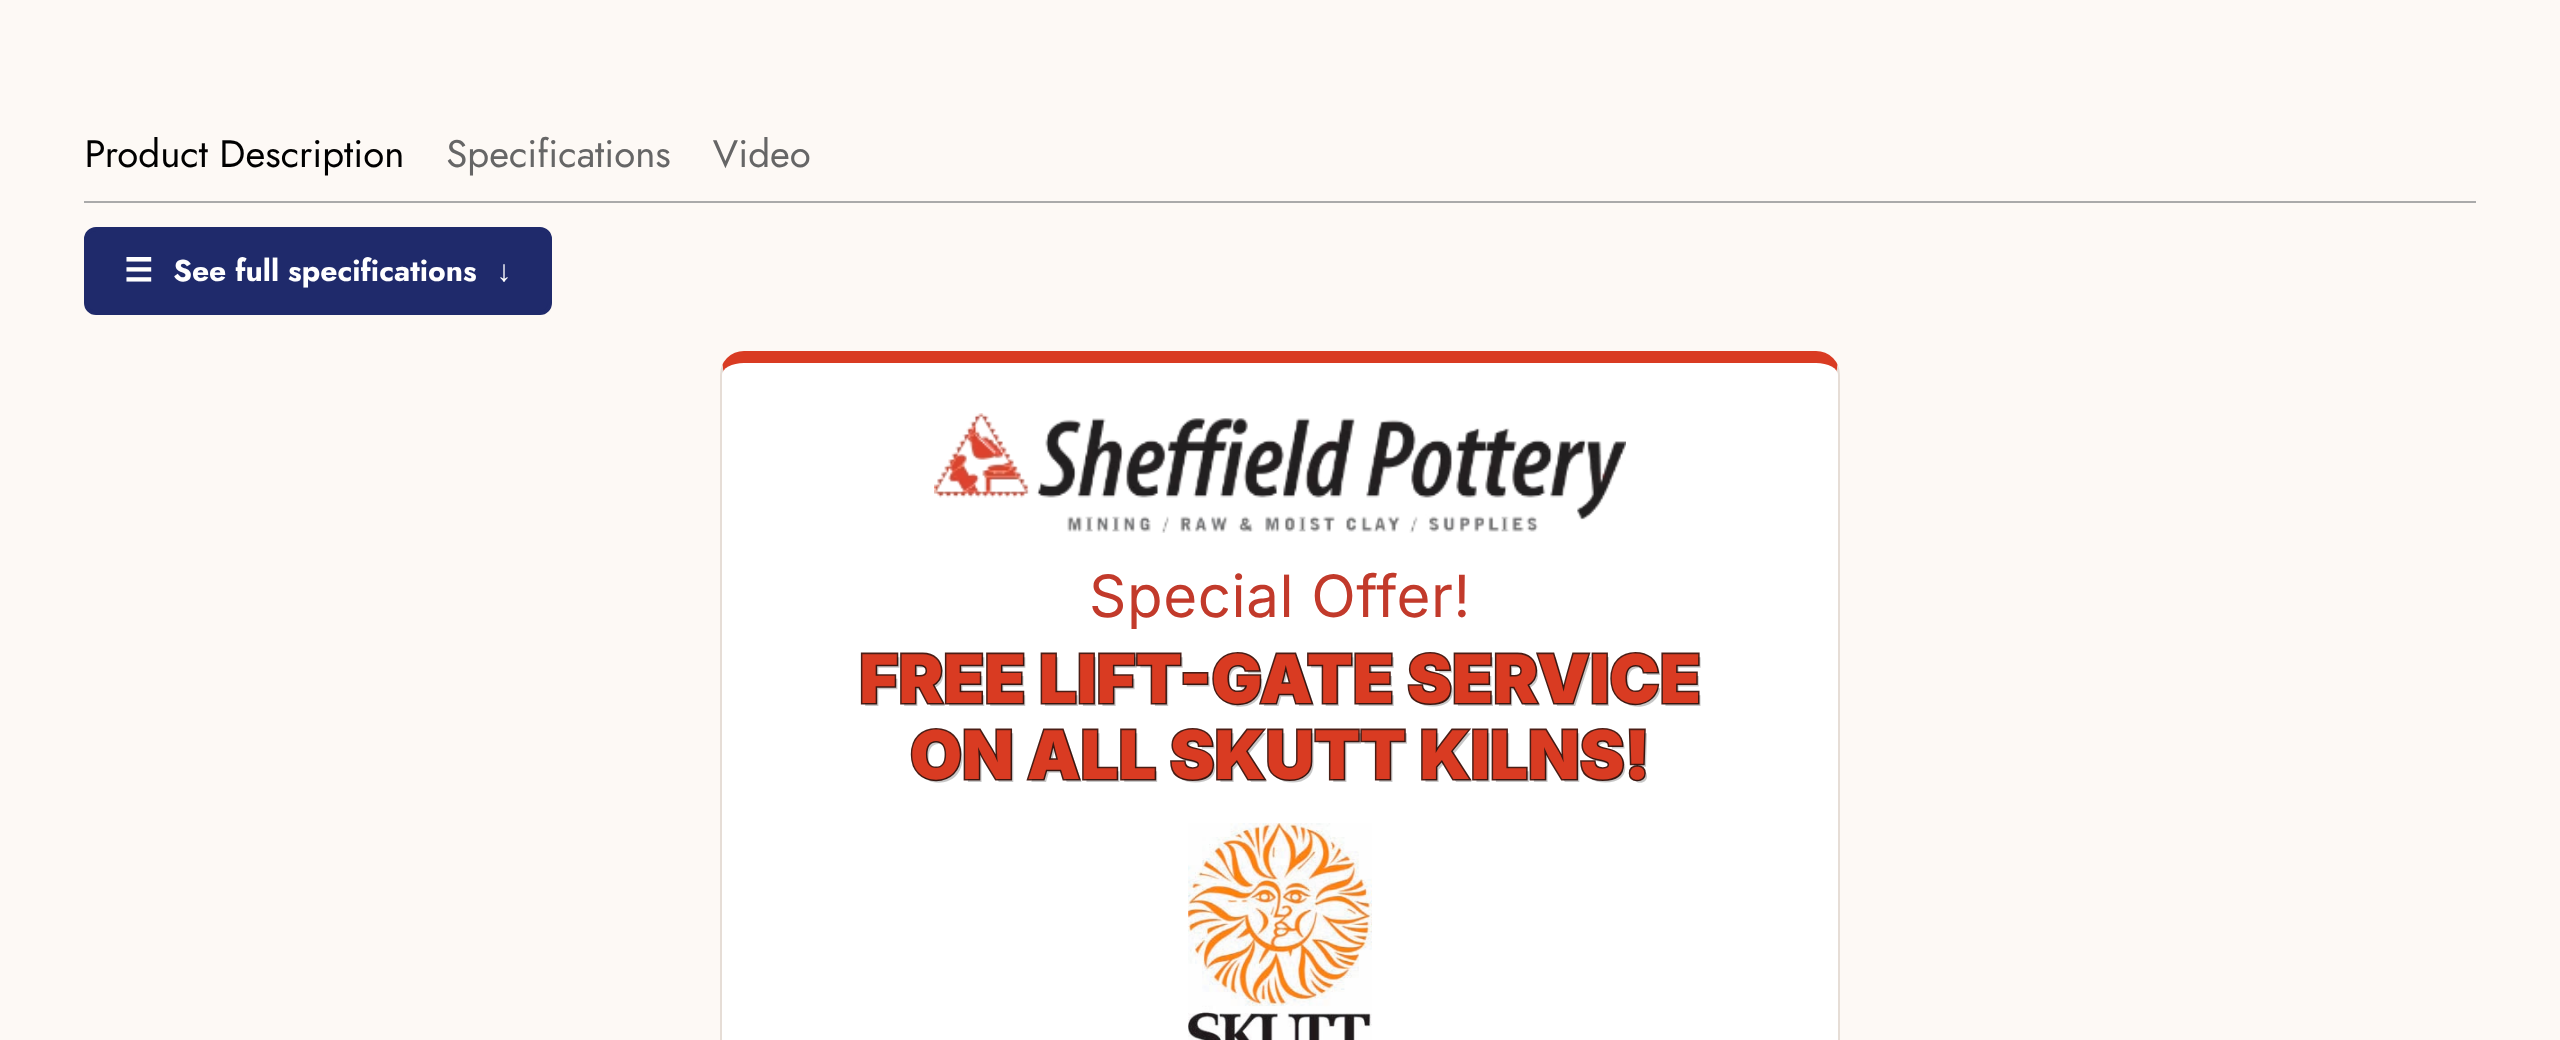 Product Description Specifications Video
☰ See full specifications ↓
Sheffield Pottery
MINING / RAW & MOIST CLAY / SUPPLIES
Special Offer!
FREE LIFT-GATE SERVICE
ON ALL SKUTT KILNS!
SKUTT